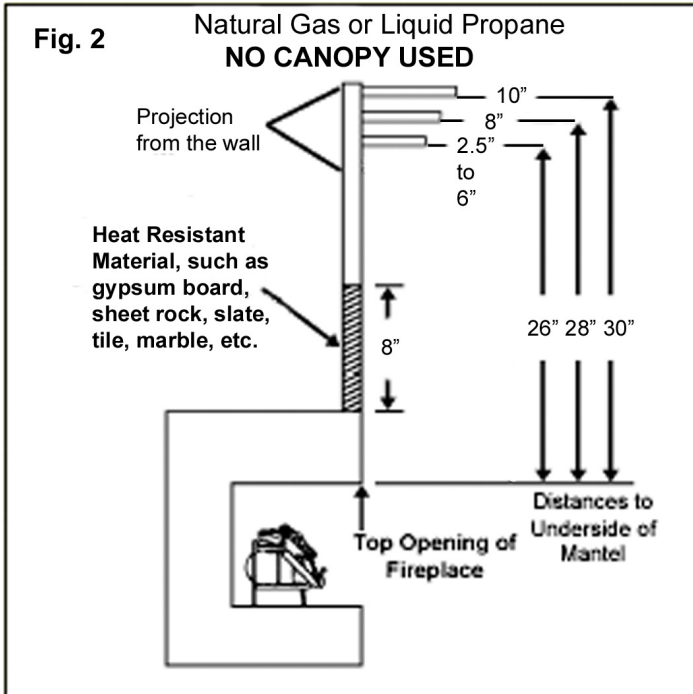 Fig. 2
Natural Gas or Liquid Propane
NO CANOPY USED
Projection
from the wall
10”
8”
2.5”
to
6”
Heat Resistant
Material, such as
gypsum board,
sheet rock, slate,
tile, marble, etc.
8”
26” 28” 30”
Top Opening of
Fireplace
Distances to
Underside of
Mantel